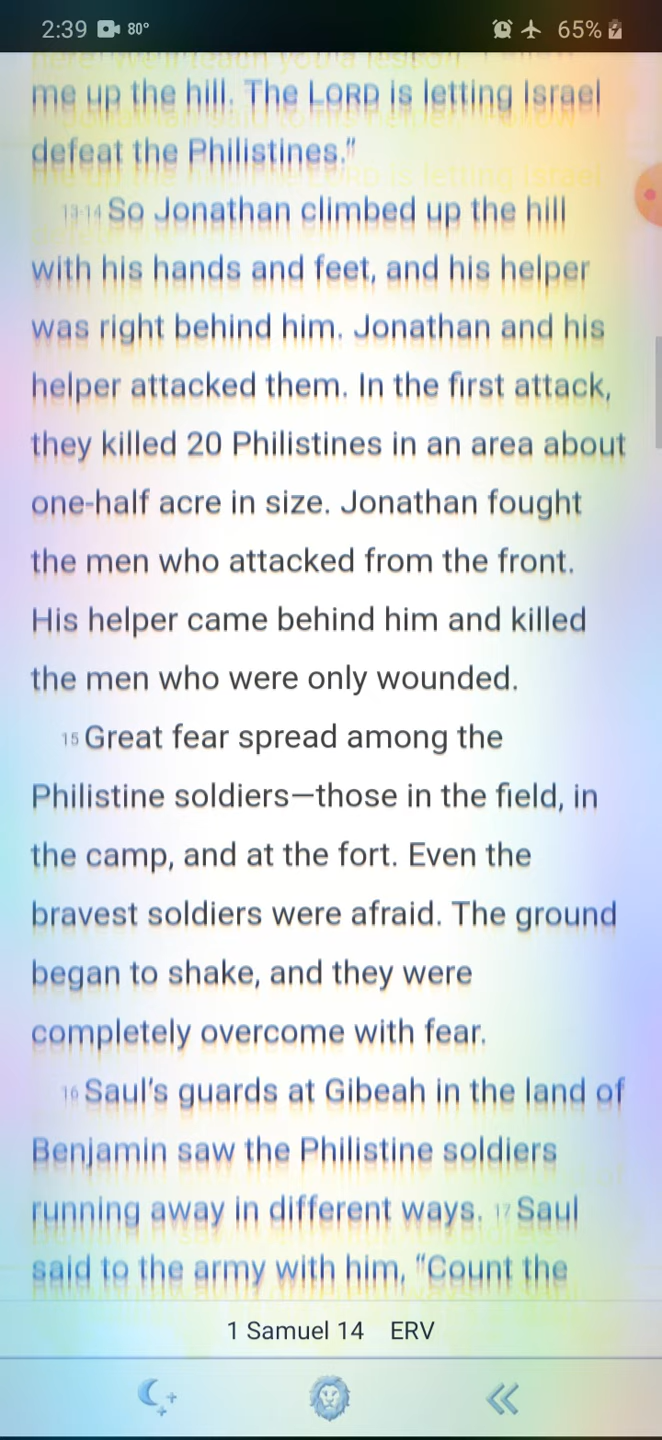 2:39 80° 65%
me up the hill. The LORD is letting Israel
defeat the Philistines."
13-14 So Jonathan climbed up the hill
with his hands and feet, and his helper
was right behind him. Jonathan and his
helper attacked them. In the first attack,
they killed 20 Philistines in an area about
one-half acre in size. Jonathan fought
the men who attacked from the front.
His helper came behind him and killed
the men who were only wounded.
15 Great fear spread among the
Philistine soldiers—those in the field, in
the camp, and at the fort. Even the
bravest soldiers were afraid. The ground
began to shake, and they were
completely overcome with fear.
16 Saul's guards at Gibeah in the land of
Benjamin saw the Philistine soldiers
running away in different ways. 17 Saul
said to the army with him, "Count the
1 Samuel 14 ERV